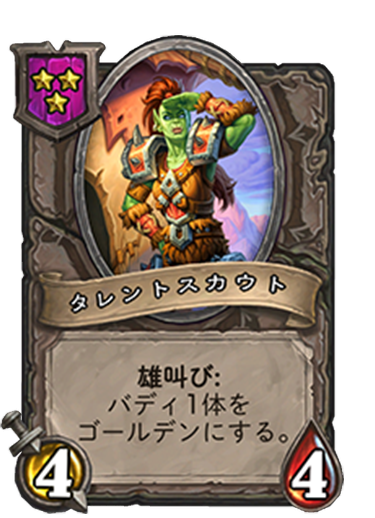 タレントスカウト
雄叫び:
バディ1体を
ゴールデンにする。
4
4